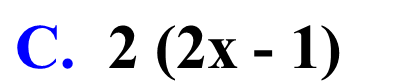 C. 2 (2x - 1)